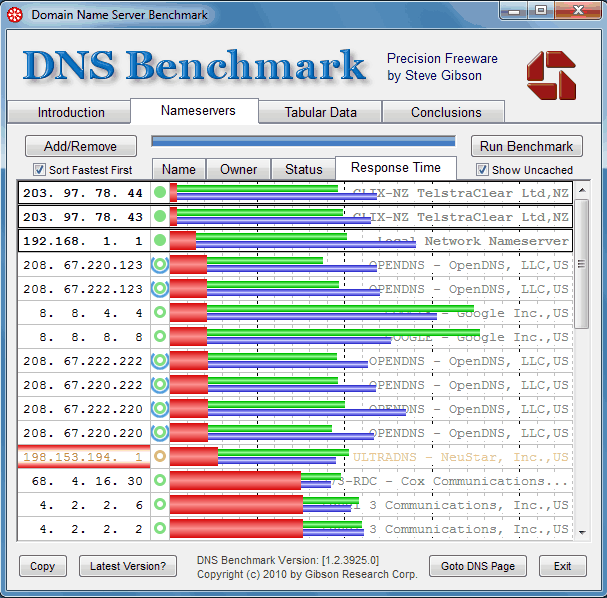 Domain Name Server Benchmark
DNS Benchmark
Precision Freeware
by Steve Gibson
Introduction
Nameservers
Tabular Data
Conclusions
Add/Remove
Run Benchmark
Sort Fastest First
Name
Owner
Status
Response Time
Show Uncached
203. 97. 78. 44 CLIX-NZ TelstraClear Ltd,NZ
203. 97. 78. 43 CLIX-NZ TelstraClear Ltd,NZ
192.168. 1. 1 Local Network Nameserver
208. 67.220.123 OPENDNS - OpenDNS, LLC,US
208. 67.222.123 OPENDNS - OpenDNS, LLC,US
8. 8. 4. 4 - Google Inc.,US
8. 8. 8. 8 GOOGLE - Google Inc.,US
208. 67.222.222 OPENDNS - OpenDNS, LLC,US
208. 67.220.222 OPENDNS - OpenDNS, LLC,US
208. 67.222.220 OPENDNS - OpenDNS, LLC,US
208. 67.220.220 OPENDNS - OpenDNS, LLC,US
198.153.194. 1 ULTRADNS - NeuStar, Inc.,US
68. 4. 16. 30 -RDC - Cox Communications...
4. 2. 2. 6 3 Communications, Inc.,US
4. 2. 2. 2 3 Communications, Inc.,US
Copy
Latest Version?
DNS Benchmark Version: [1.2.3925.0]
Copyright (c) 2010 by Gibson Research Corp.
Goto DNS Page
Exit